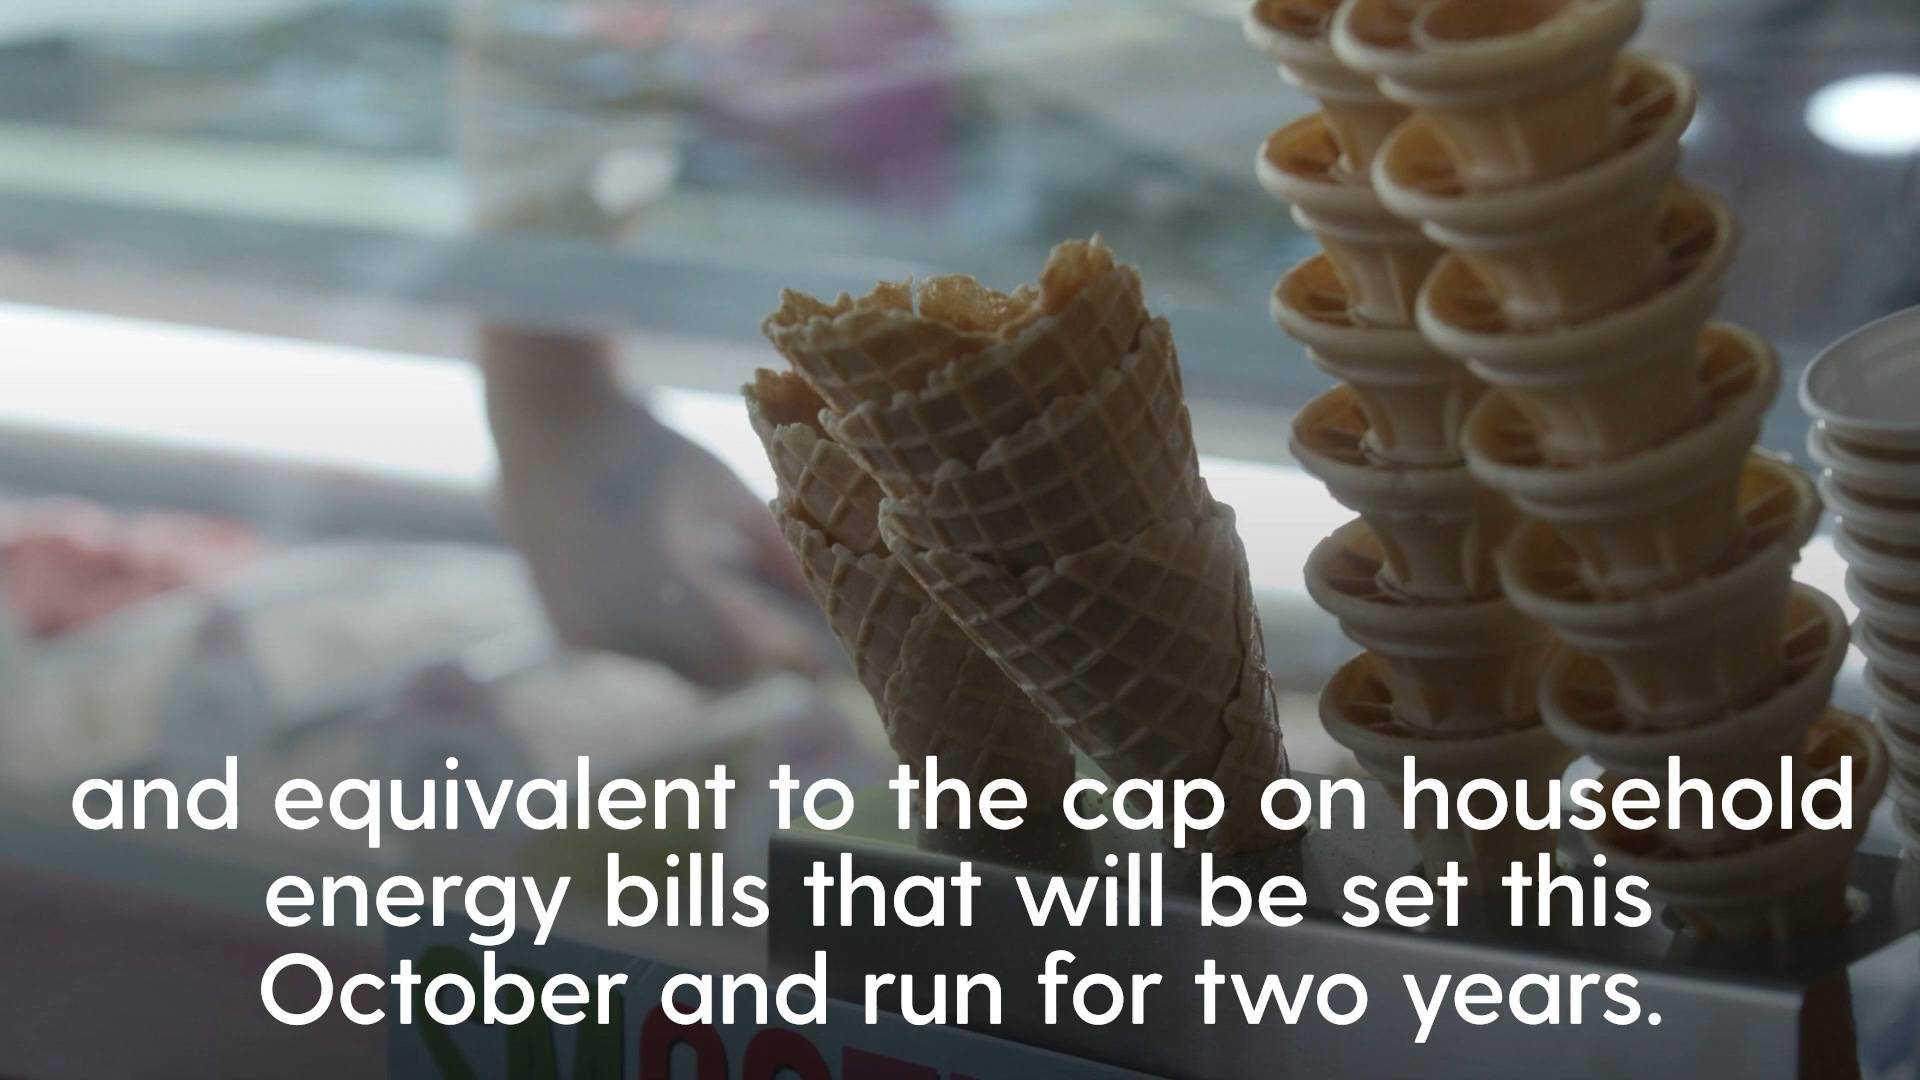 and equivalent to the cap on household
energy bills that will be set this
October and run for two years.